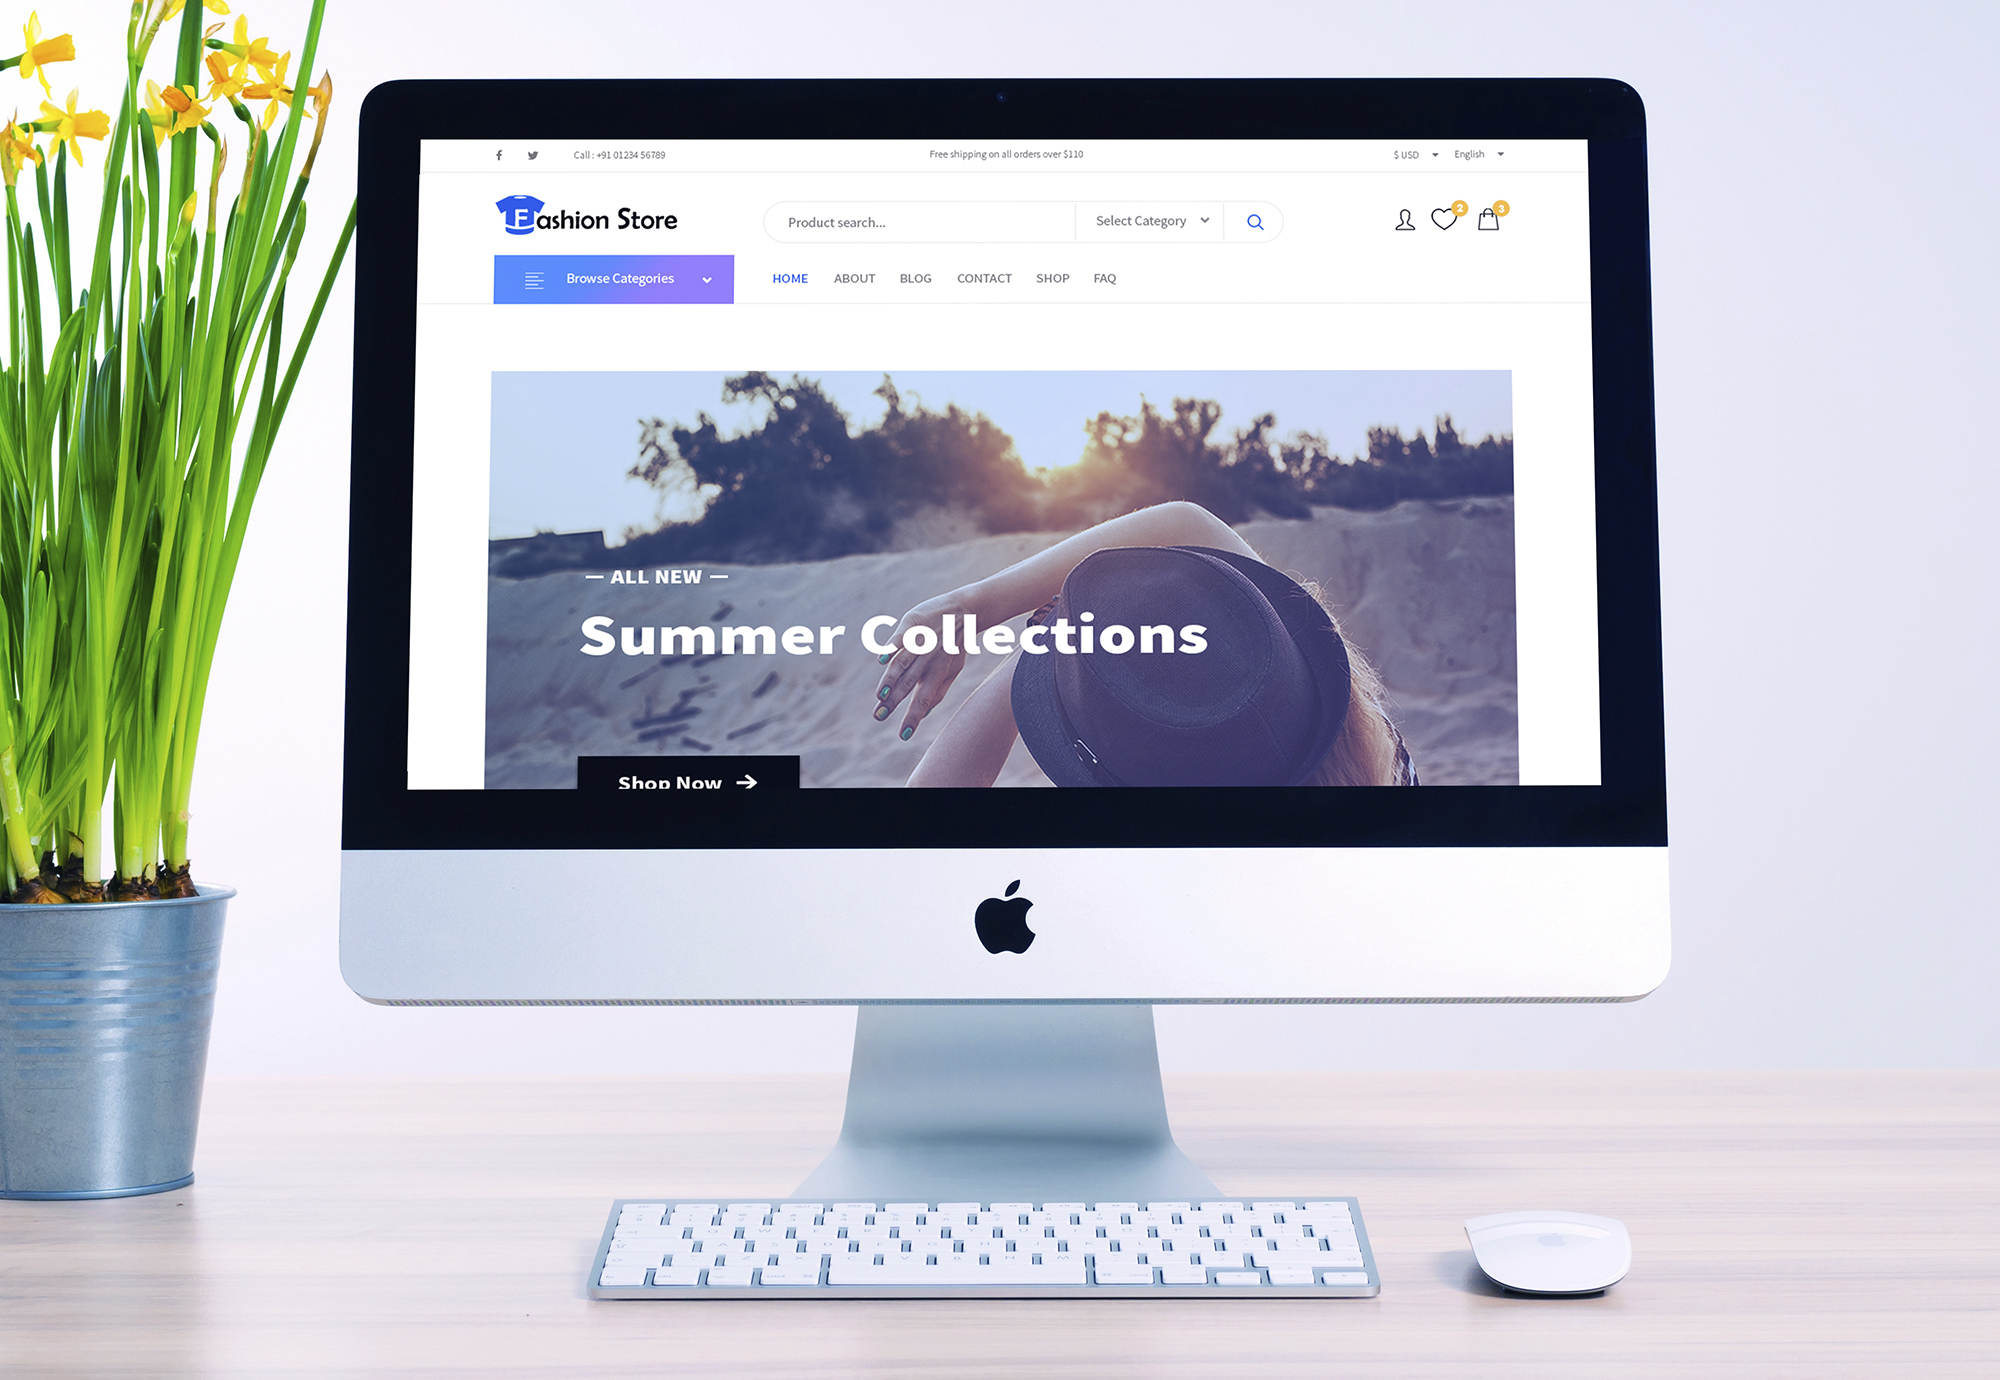 Call : +91 01234 56789
Free shipping on all orders over $110
$ USD
English
Fashion Store
Product search...
Select Category
2
3
Browse Categories
HOME
ABOUT
BLOG
CONTACT
SHOP
FAQ
— ALL NEW —
Summer Collections
Shop Now